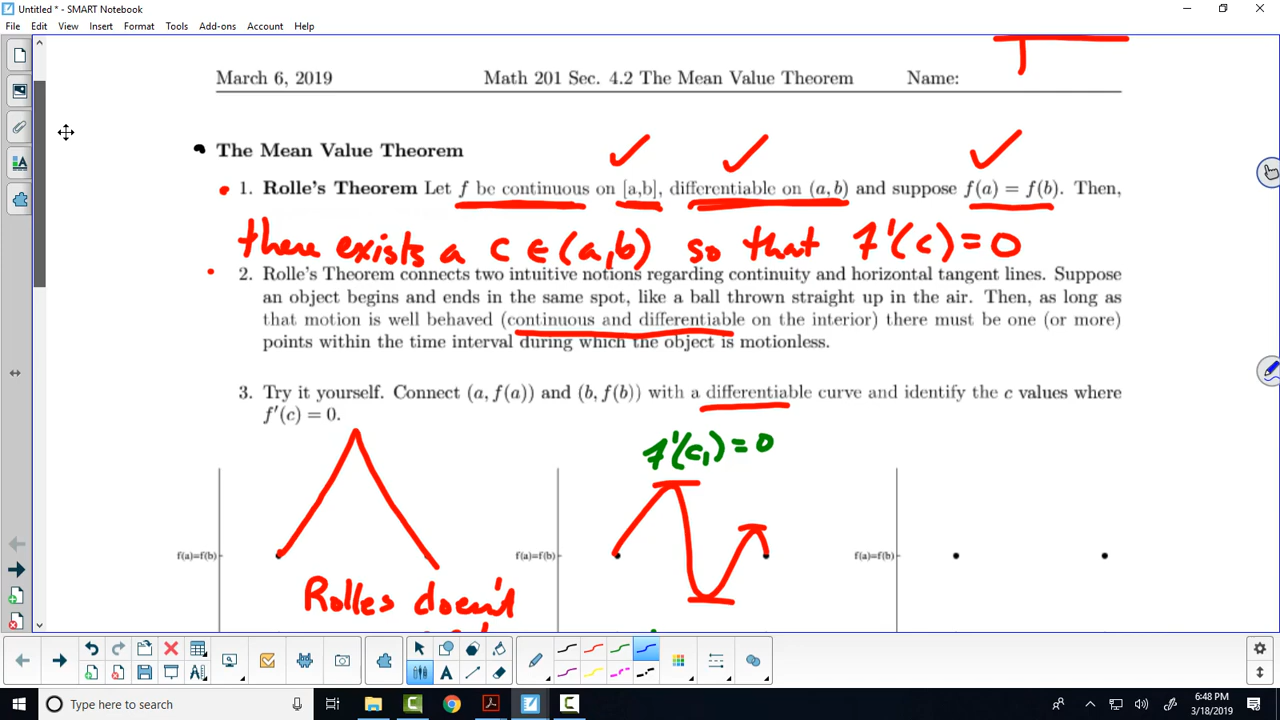 Untitled * - SMART Notebook
File Edit View Insert Format Tools Add-ons Account Help
March 6, 2019 Math 201 Sec. 4.2 The Mean Value Theorem Name:
The Mean Value Theorem
1. Rolle's Theorem Let f be continuous on [a,b], differentiable on (a, b) and suppose f(a) = f(b). Then,
there exists a c ∈ (a,b) so that f'(c) = 0
2. Rolle's Theorem connects two intuitive notions regarding continuity and horizontal tangent lines. Suppose
an object begins and ends in the same spot, like a ball thrown straight up in the air. Then, as long as
that motion is well behaved (continuous and differentiable on the interior) there must be one (or more)
points within the time interval during which the object is motionless.
3. Try it yourself. Connect (a, f(a)) and (b, f(b)) with a differentiable curve and identify the c values where
f'(c) = 0.
f'(c₁) = 0
f(a)=f(b) f(a)=f(b) f(a)=f(b)
Rolles doesn't
Type here to search
6:48 PM
3/18/2019